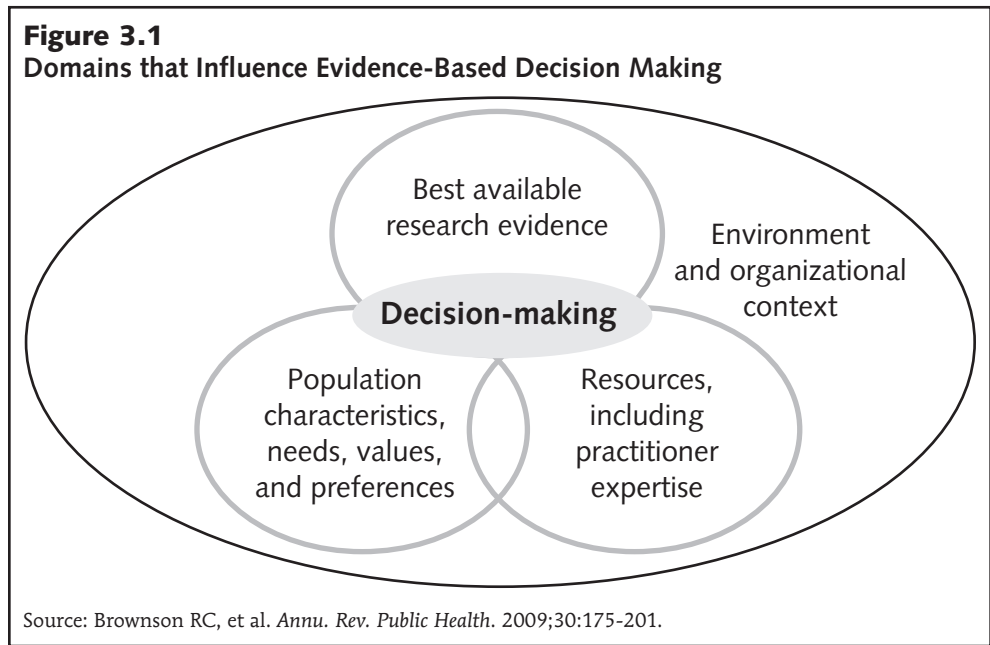 Figure 3.1
Domains that Influence Evidence-Based Decision Making
Best available
research evidence
Environment
and organizational
context
Decision-making
Population
characteristics,
needs, values,
and preferences
Resources,
including
practitioner
expertise
Source: Brownson RC, et al. Annu. Rev. Public Health. 2009;30:175-201.